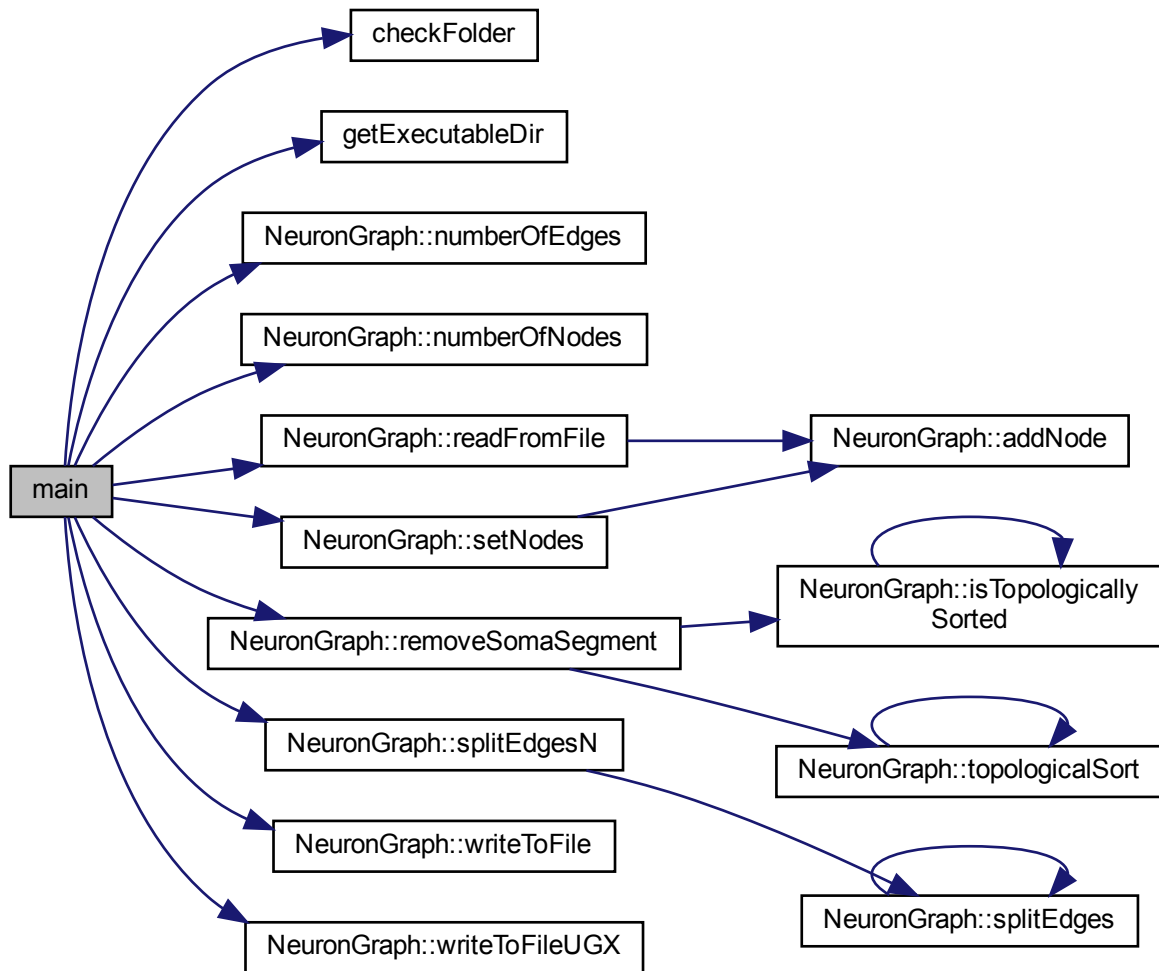 checkFolder
getExecutableDir
NeuronGraph::numberOfEdges
NeuronGraph::numberOfNodes
NeuronGraph::readFromFile
NeuronGraph::addNode
main
NeuronGraph::setNodes
NeuronGraph::isTopologically
Sorted
NeuronGraph::removeSomaSegment
NeuronGraph::splitEdgesN
NeuronGraph::topologicalSort
NeuronGraph::writeToFile
NeuronGraph::splitEdges
NeuronGraph::writeToFileUGX